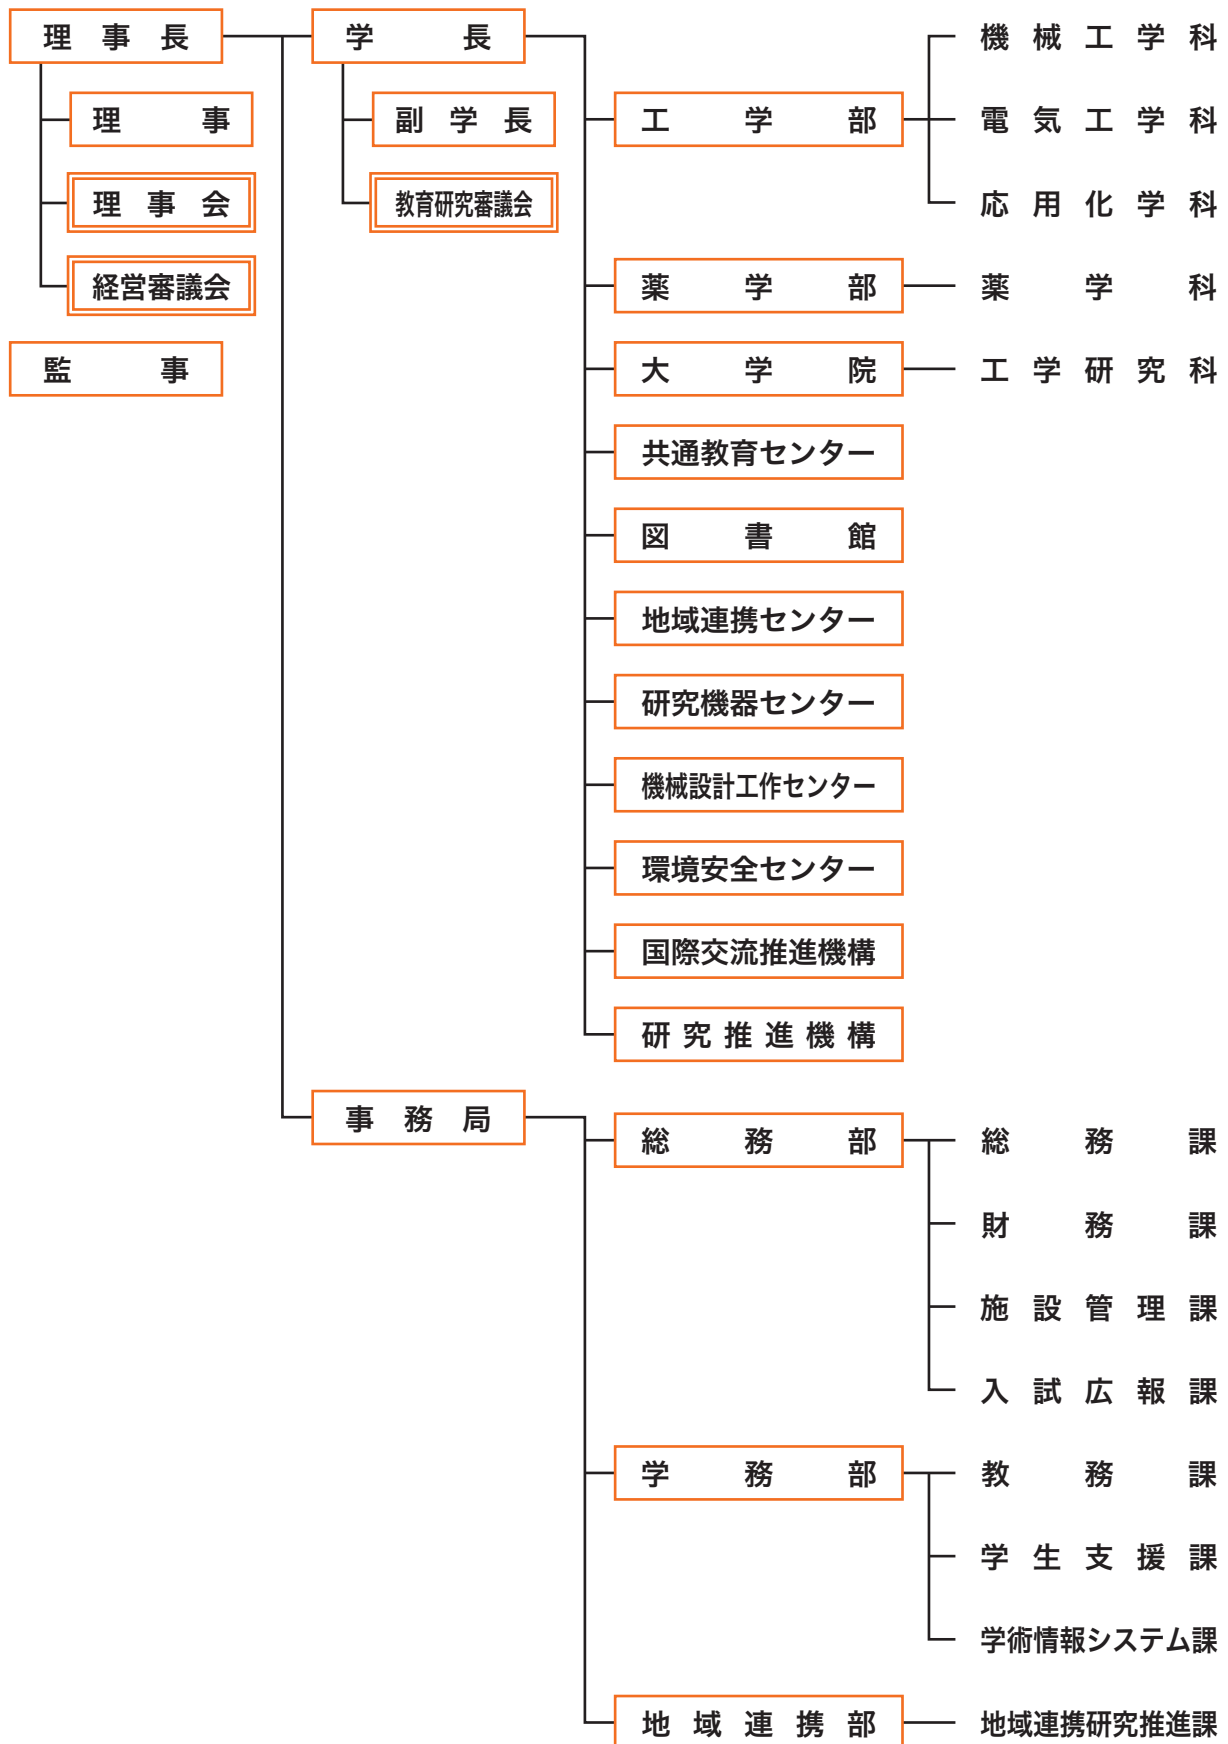 理事長
理事
理事会
経営審議会
監事
学長
副学長
教育研究審議会
工学部
機械工学科
電気工学科
応用化学科
薬学部
薬学科
大学院
工学研究科
共通教育センター
図書館
地域連携センター
研究機器センター
機械設計工作センター
環境安全センター
国際交流推進機構
研究推進機構
事務局
総務部
総務課
財務課
施設管理課
入試広報課
学務部
教務課
学生支援課
学術情報システム課
地域連携部
地域連携研究推進課